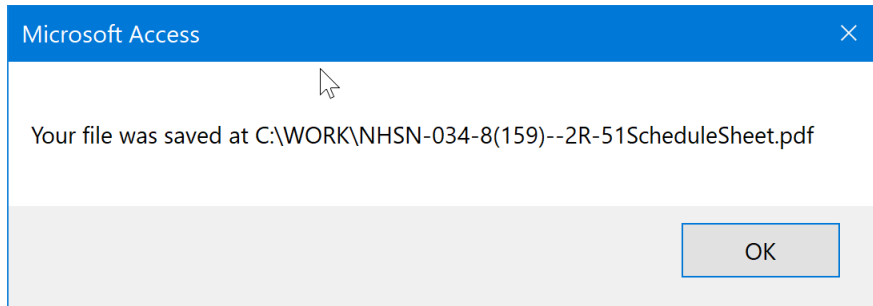 Microsoft Access
Your file was saved at C:\WORK\NHSN-034-8(159)--2R-51ScheduleSheet.pdf
OK